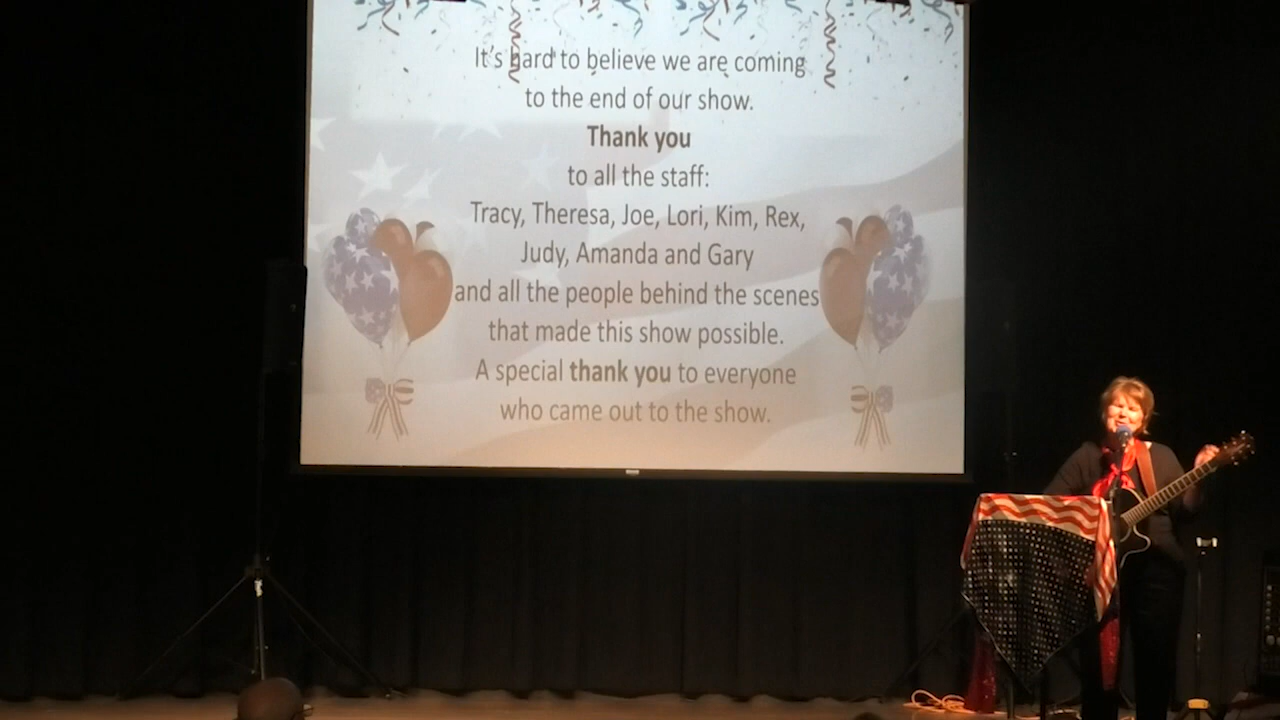 It's hard to believe we are coming
to the end of our show.
Thank you
to all the staff:
Tracy, Theresa, Joe, Lori, Kim, Rex,
Judy, Amanda and Gary
and all the people behind the scenes
that made this show possible.
A special thank you to everyone
who came out to the show.